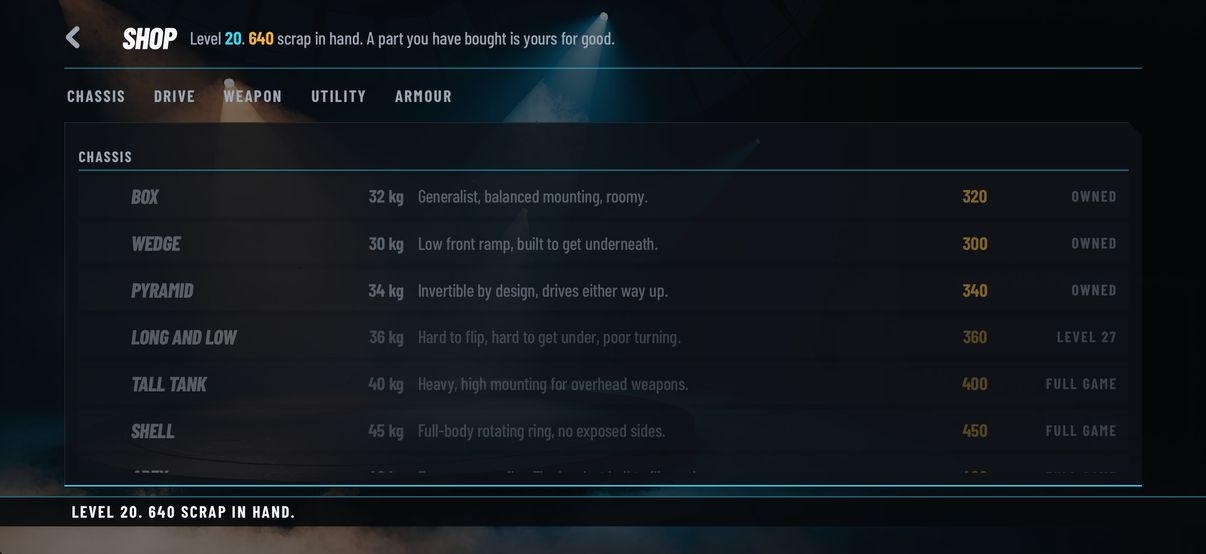 SHOP Level 20. 640 scrap in hand. A part you have bought is yours for good.
CHASSIS DRIVE WEAPON UTILITY ARMOUR
CHASSIS
BOX 32 kg Generalist, balanced mounting, roomy. 320 OWNED
WEDGE 30 kg Low front ramp, built to get underneath. 300 OWNED
PYRAMID 34 kg Invertible by design, drives either way up. 340 OWNED
LONG AND LOW 36 kg Hard to flip, hard to get under, poor turning. 360 LEVEL 27
TALL TANK 40 kg Heavy, high mounting for overhead weapons. 400 FULL GAME
SHELL 45 kg Full-body rotating ring, no exposed sides. 450 FULL GAME
LEVEL 20. 640 SCRAP IN HAND.